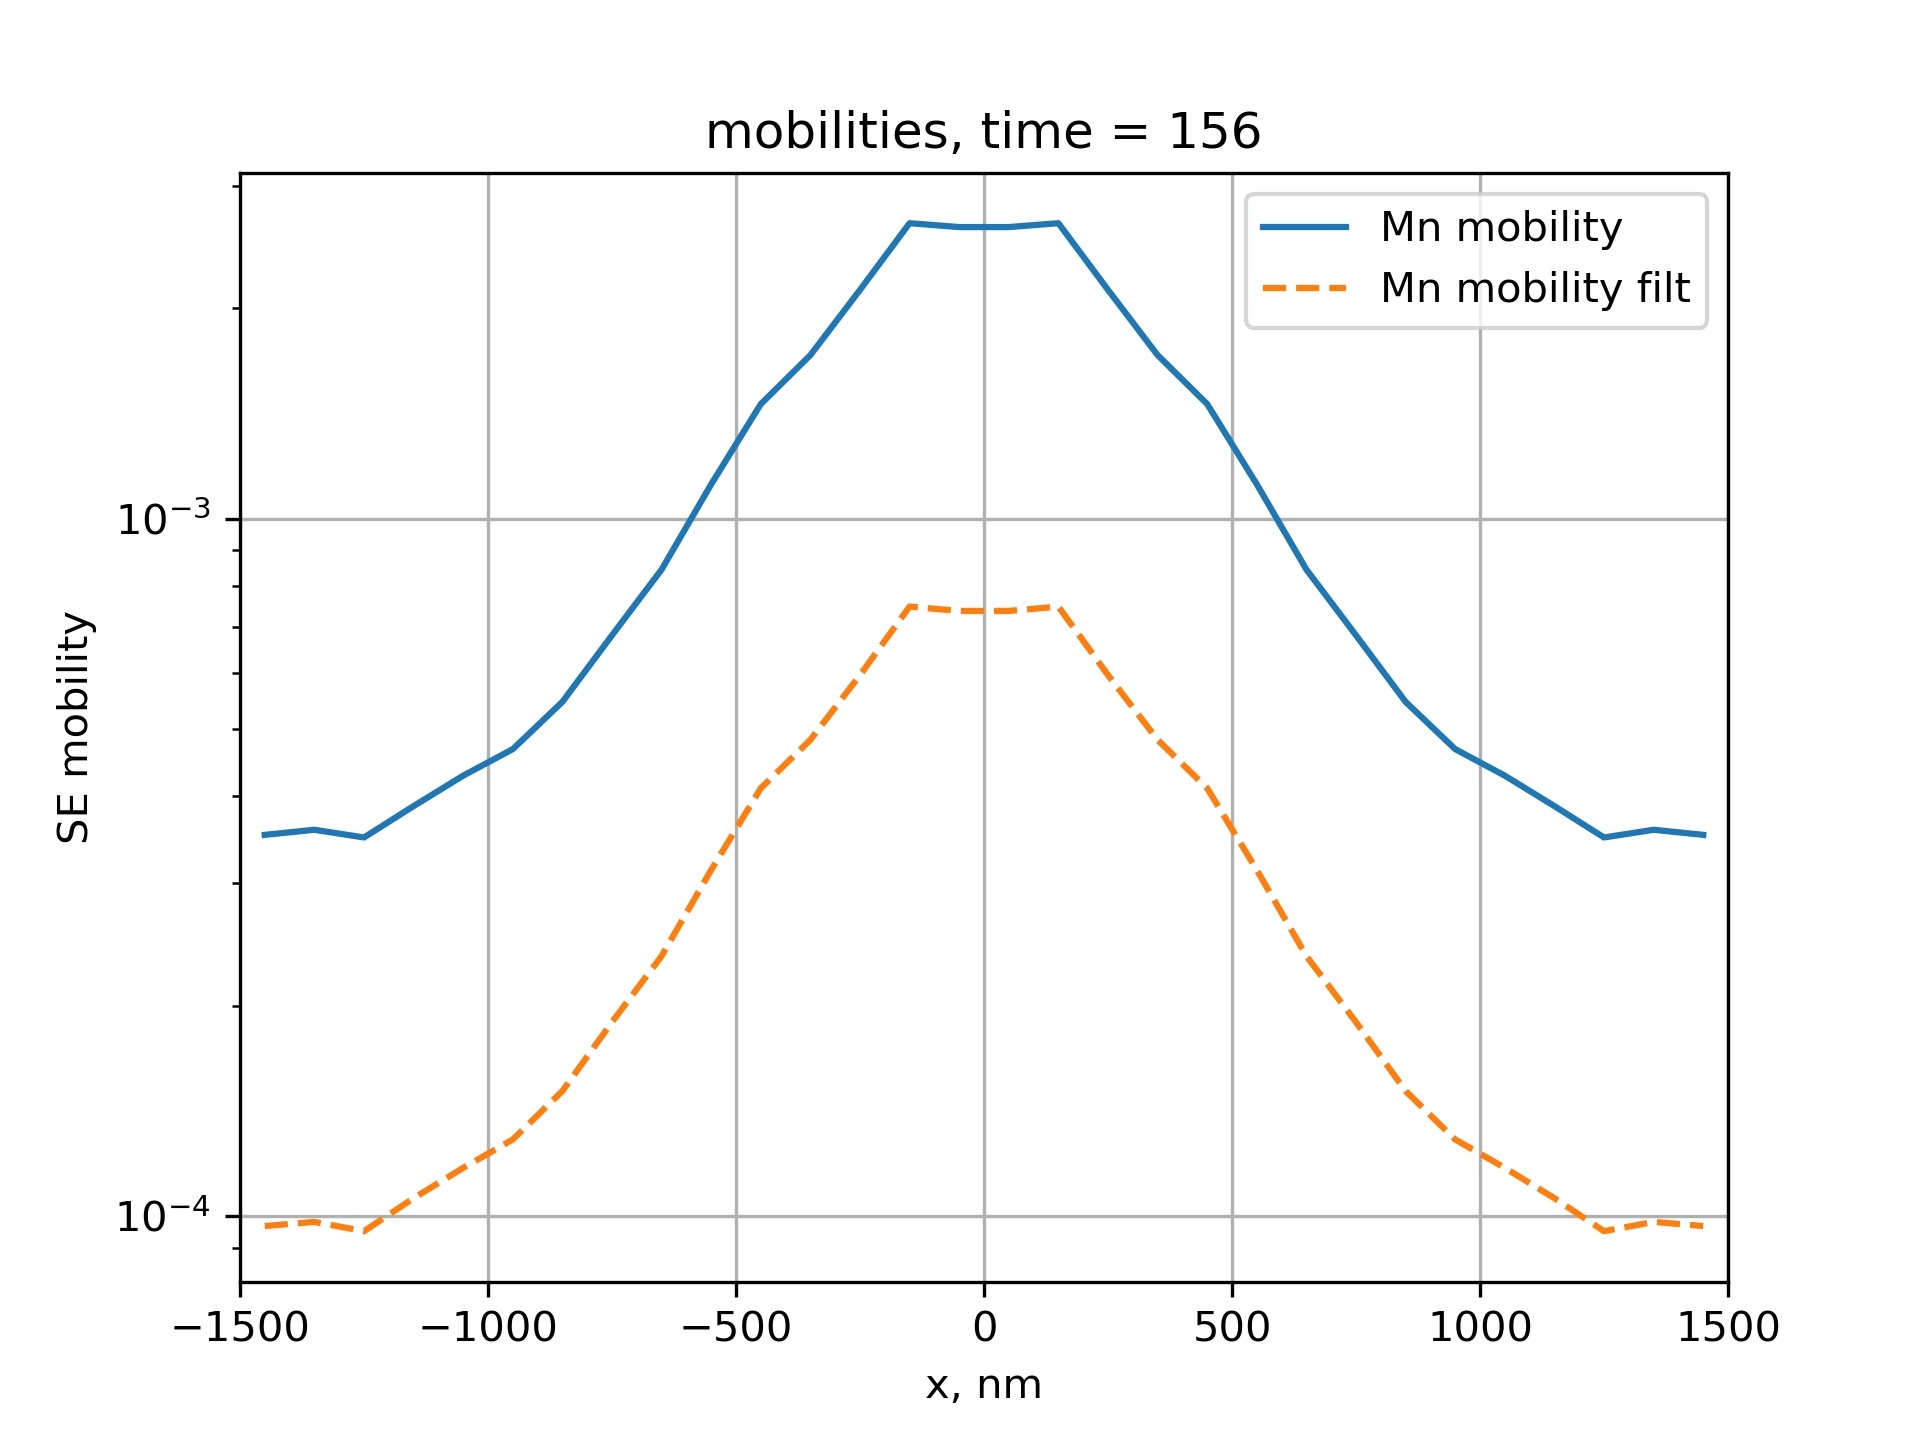 mobilities, time = 156
Mn mobility
Mn mobility filt
SE mobility
10⁻³
10⁻⁴
−1500
−1000
−500
0
500
1000
1500
x, nm